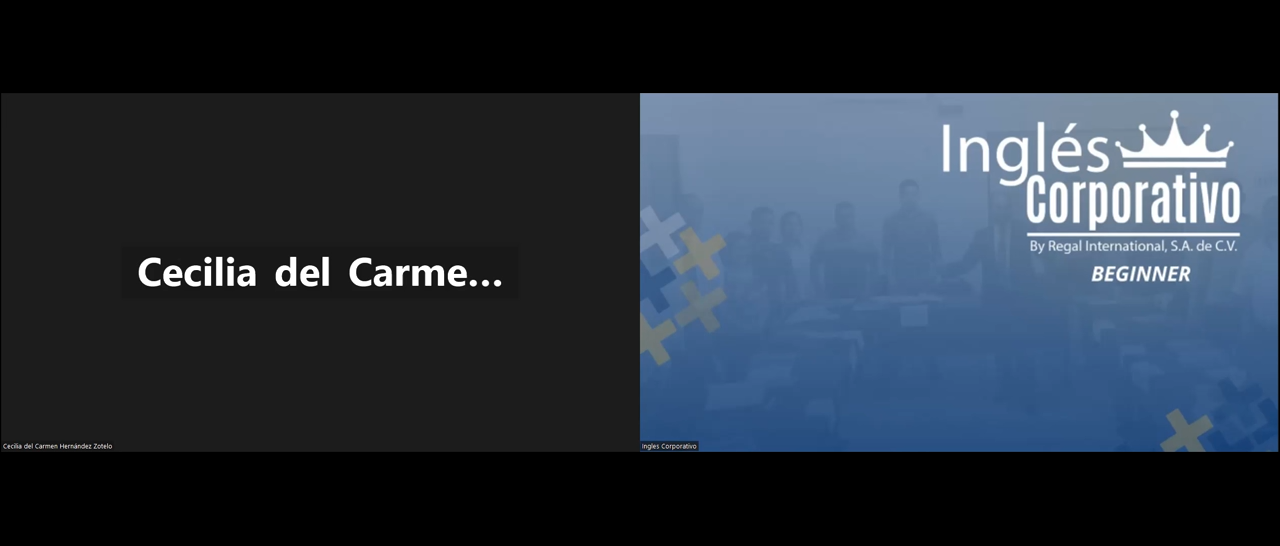 Cecilia del Carme...
Cecilia del Carmen Hernández Zotelo
Inglés
Corporativo
By Regal International, S.A. de C.V.
BEGINNER
Ingles Corporativo